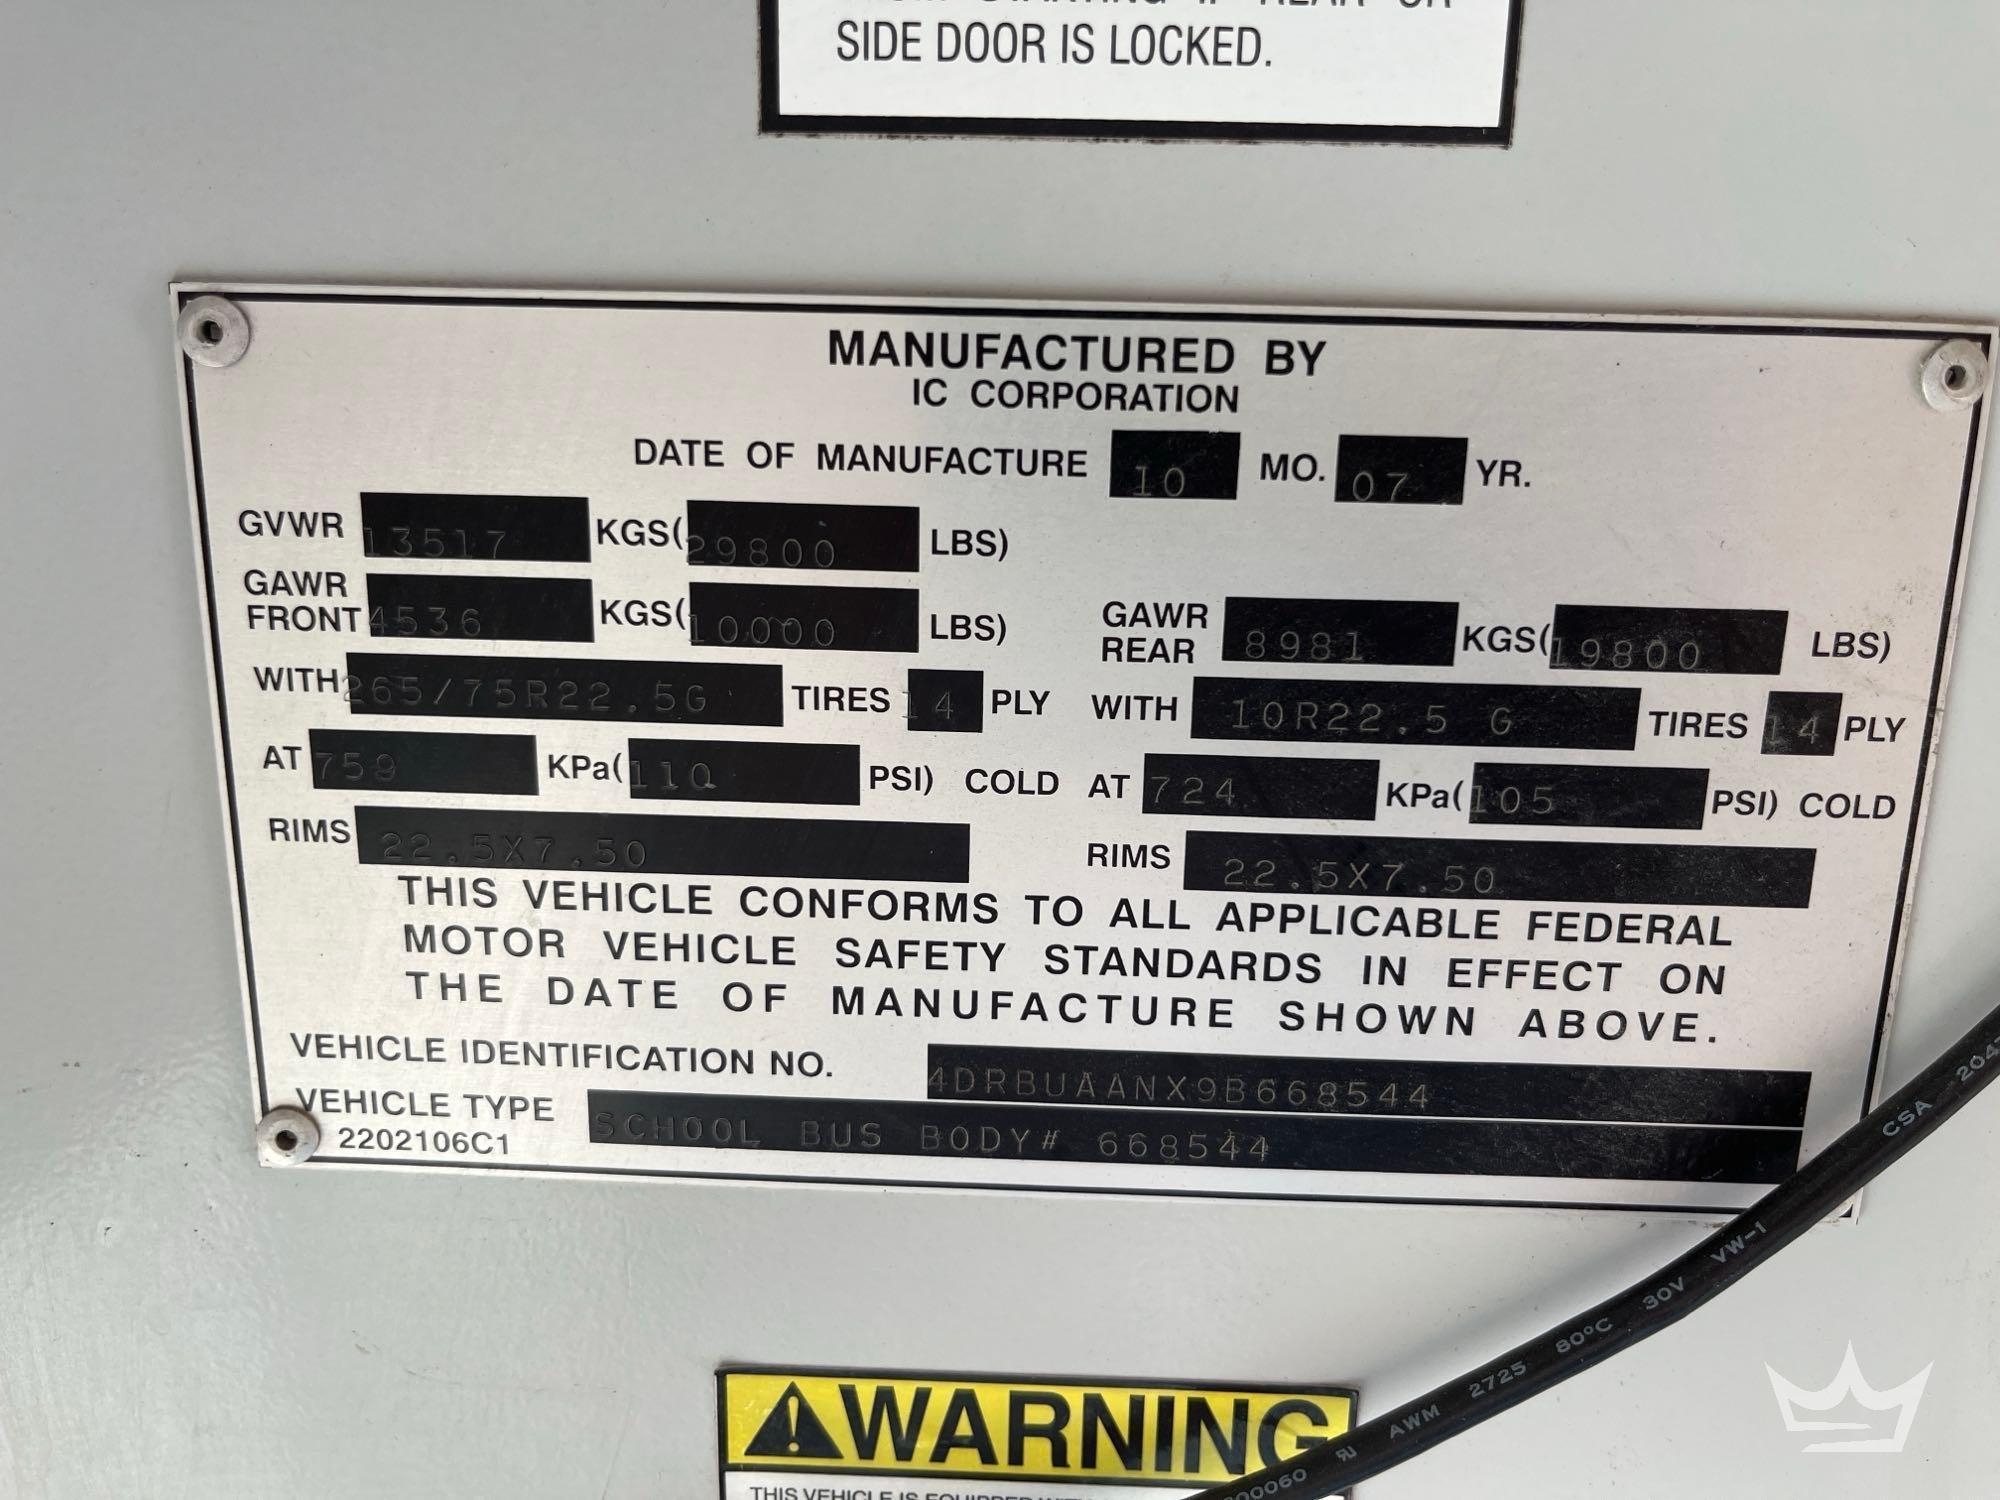 SIDE DOOR IS LOCKED.
MANUFACTURED BY
IC CORPORATION
DATE OF MANUFACTURE 10 MO. 07 YR.
GVWR 13517 KGS(29800 LBS)
GAWR FRONT 4536 KGS(10000 LBS) GAWR REAR 8981 KGS(19800 LBS)
WITH 265/75R22.5G TIRES 14 PLY WITH 10R22.5 G TIRES 14 PLY
AT 759 KPa(110 PSI) COLD AT 724 KPa(105 PSI) COLD
RIMS 22.5X7.50 RIMS 22.5X7.50
THIS VEHICLE CONFORMS TO ALL APPLICABLE FEDERAL
MOTOR VEHICLE SAFETY STANDARDS IN EFFECT ON
THE DATE OF MANUFACTURE SHOWN ABOVE.
VEHICLE IDENTIFICATION NO. 4DRBUAANX9B668544
VEHICLE TYPE SCHOOL BUS BODY# 668544
2202106C1
AWM 2725 80°C 30V VW-1 CSA
WARNING
THIS VEHICLE IS